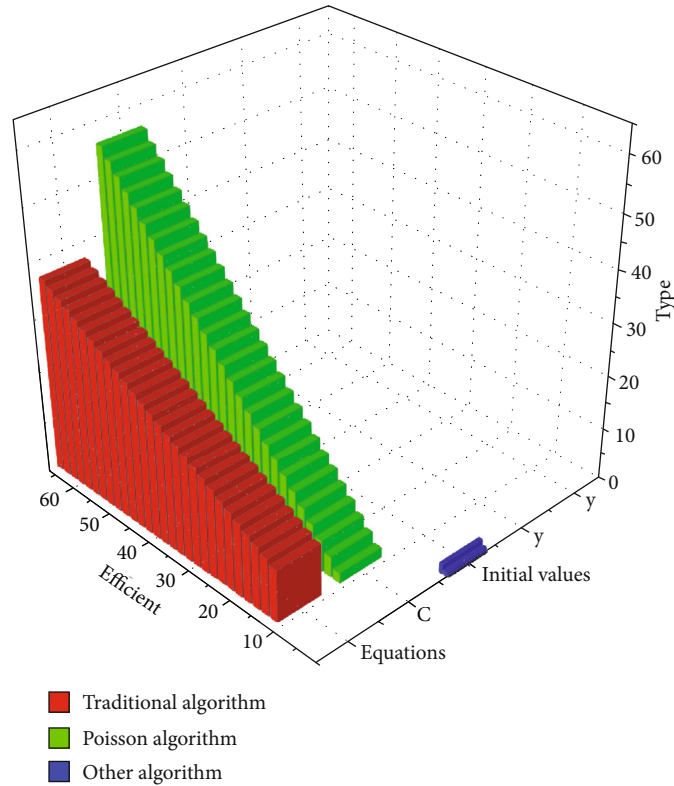 60
50
40
30
20
10
0
Type
60
50
40
30
20
10
Efficient
Equations
C
Initial values
y
y
Traditional algorithm
Poisson algorithm
Other algorithm